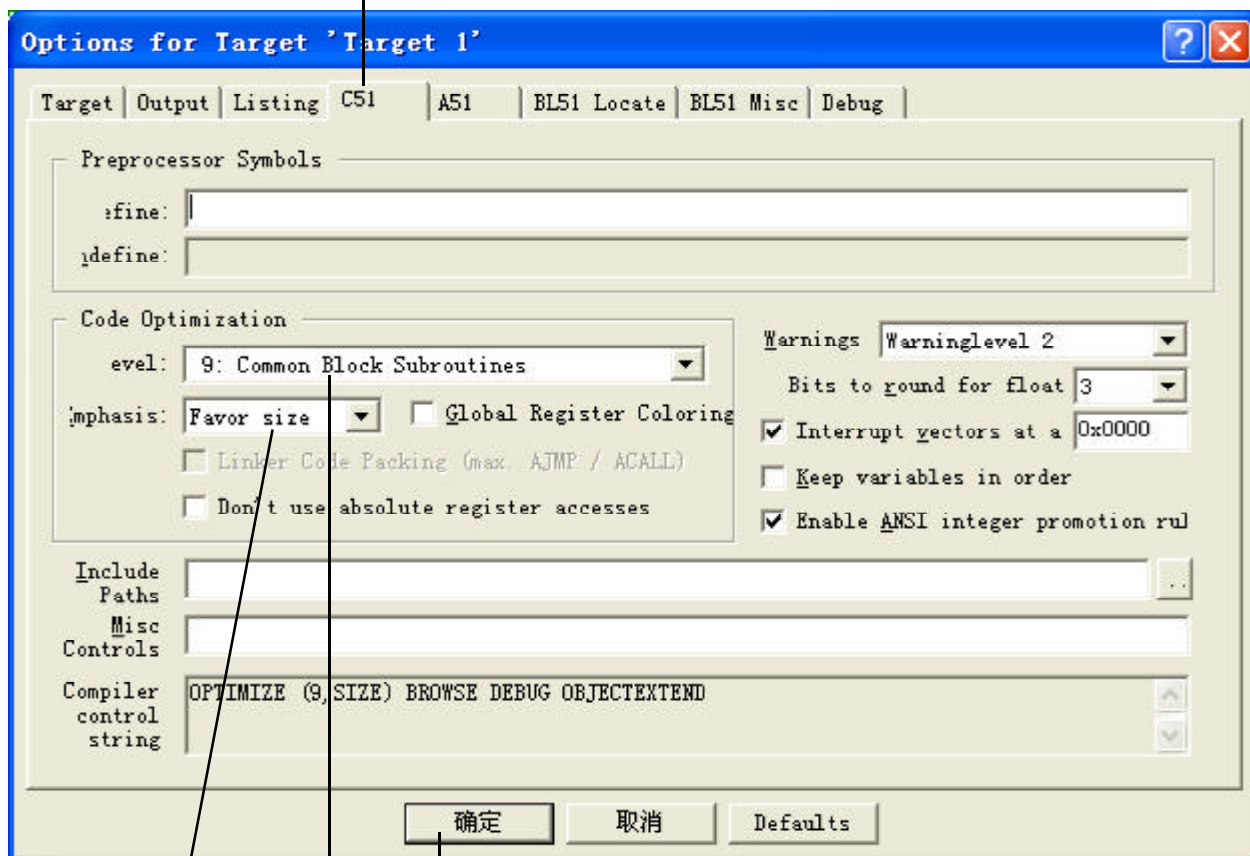 Options for Target 'Target 1'
Target Output Listing C51 A51 BL51 Locate BL51 Misc Debug
Preprocessor Symbols
efine:
ndefine:
Code Optimization
evel: 9: Common Block Subroutines
Emphasis: Favor size Global Register Coloring
Linker Code Packing (max. AJMP / ACALL)
Don't use absolute register accesses
Warnings Warninglevel 2
Bits to round for float 3
Interrupt vectors at a 0x0000
Keep variables in order
Enable ANSI integer promotion rul
Include
Paths
..
Misc
Controls
Compiler
control
string
OPTIMIZE (9,SIZE) BROWSE DEBUG OBJECTEXTEND
确定 取消 Defaults